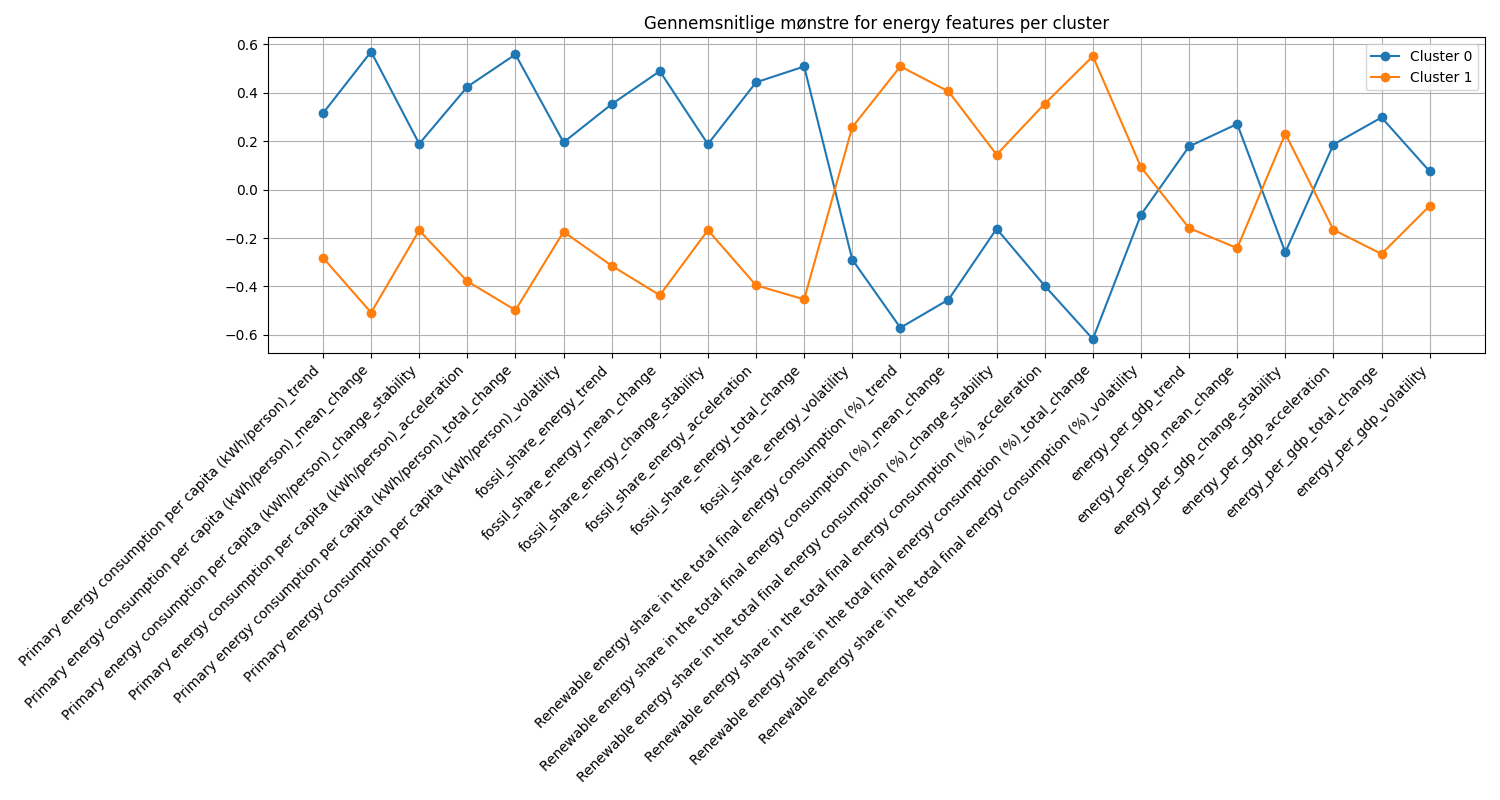 Gennemsnitlige mønstre for energy features per cluster
Cluster 0
Cluster 1
0.6
0.4
0.2
0.0
−0.2
−0.4
−0.6
Primary energy consumption per capita (kWh/person)_trend
Primary energy consumption per capita (kWh/person)_mean_change
Primary energy consumption per capita (kWh/person)_change_stability
Primary energy consumption per capita (kWh/person)_acceleration
Primary energy consumption per capita (kWh/person)_total_change
Primary energy consumption per capita (kWh/person)_volatility
fossil_share_energy_trend
fossil_share_energy_mean_change
fossil_share_energy_change_stability
fossil_share_energy_acceleration
fossil_share_energy_total_change
fossil_share_energy_volatility
Renewable energy share in the total final energy consumption (%)_trend
Renewable energy share in the total final energy consumption (%)_mean_change
Renewable energy share in the total final energy consumption (%)_change_stability
Renewable energy share in the total final energy consumption (%)_acceleration
Renewable energy share in the total final energy consumption (%)_total_change
Renewable energy share in the total final energy consumption (%)_volatility
energy_per_gdp_trend
energy_per_gdp_mean_change
energy_per_gdp_change_stability
energy_per_gdp_acceleration
energy_per_gdp_total_change
energy_per_gdp_volatility